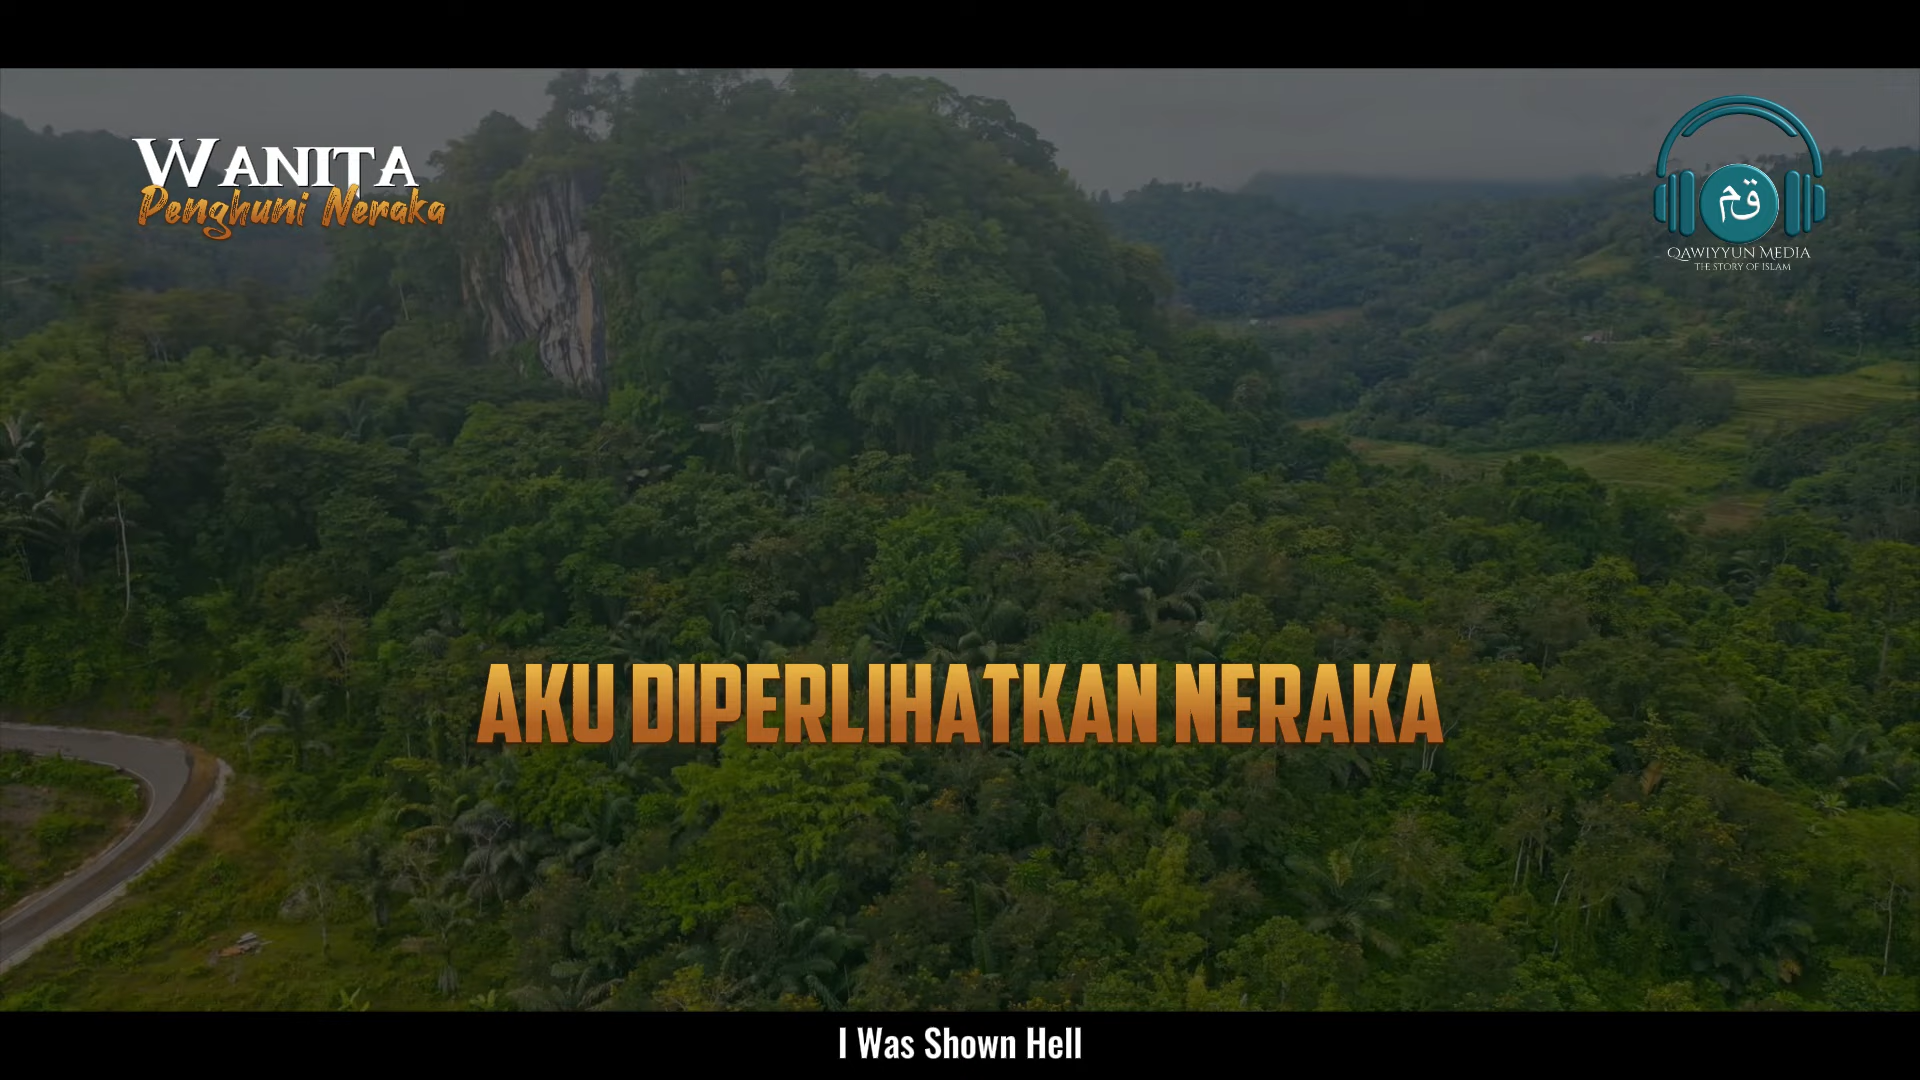 WANITA
Penghuni Neraka
قم
QAWIYYUN MEDIA
THE STORY OF ISLAM
AKU DIPERLIHATKAN NERAKA
I Was Shown Hell